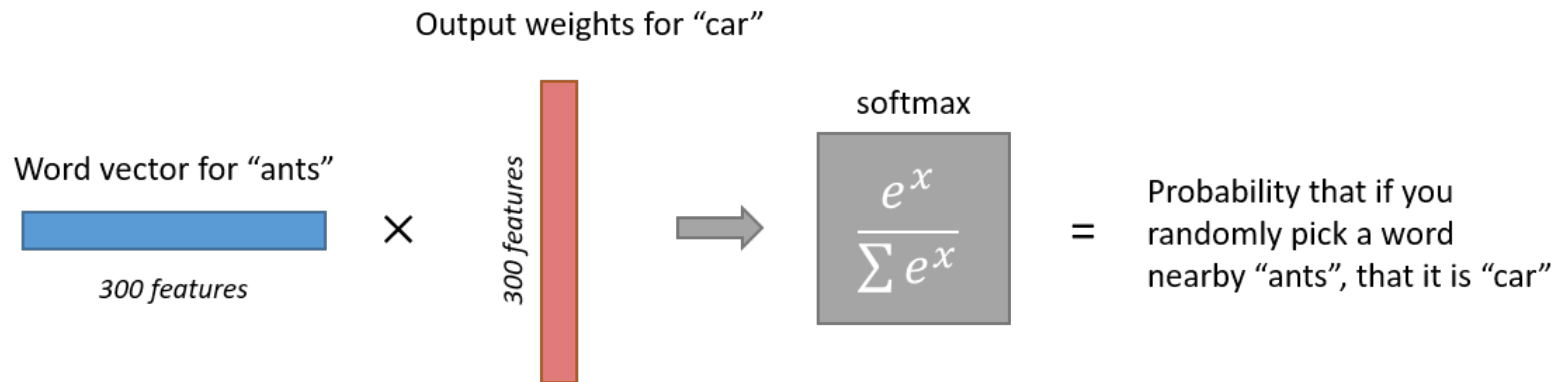 Output weights for “car”
softmax
Word vector for “ants”
300 features
×
300 features
e^x
∑ e^x
=
Probability that if you
randomly pick a word
nearby “ants”, that it is “car”